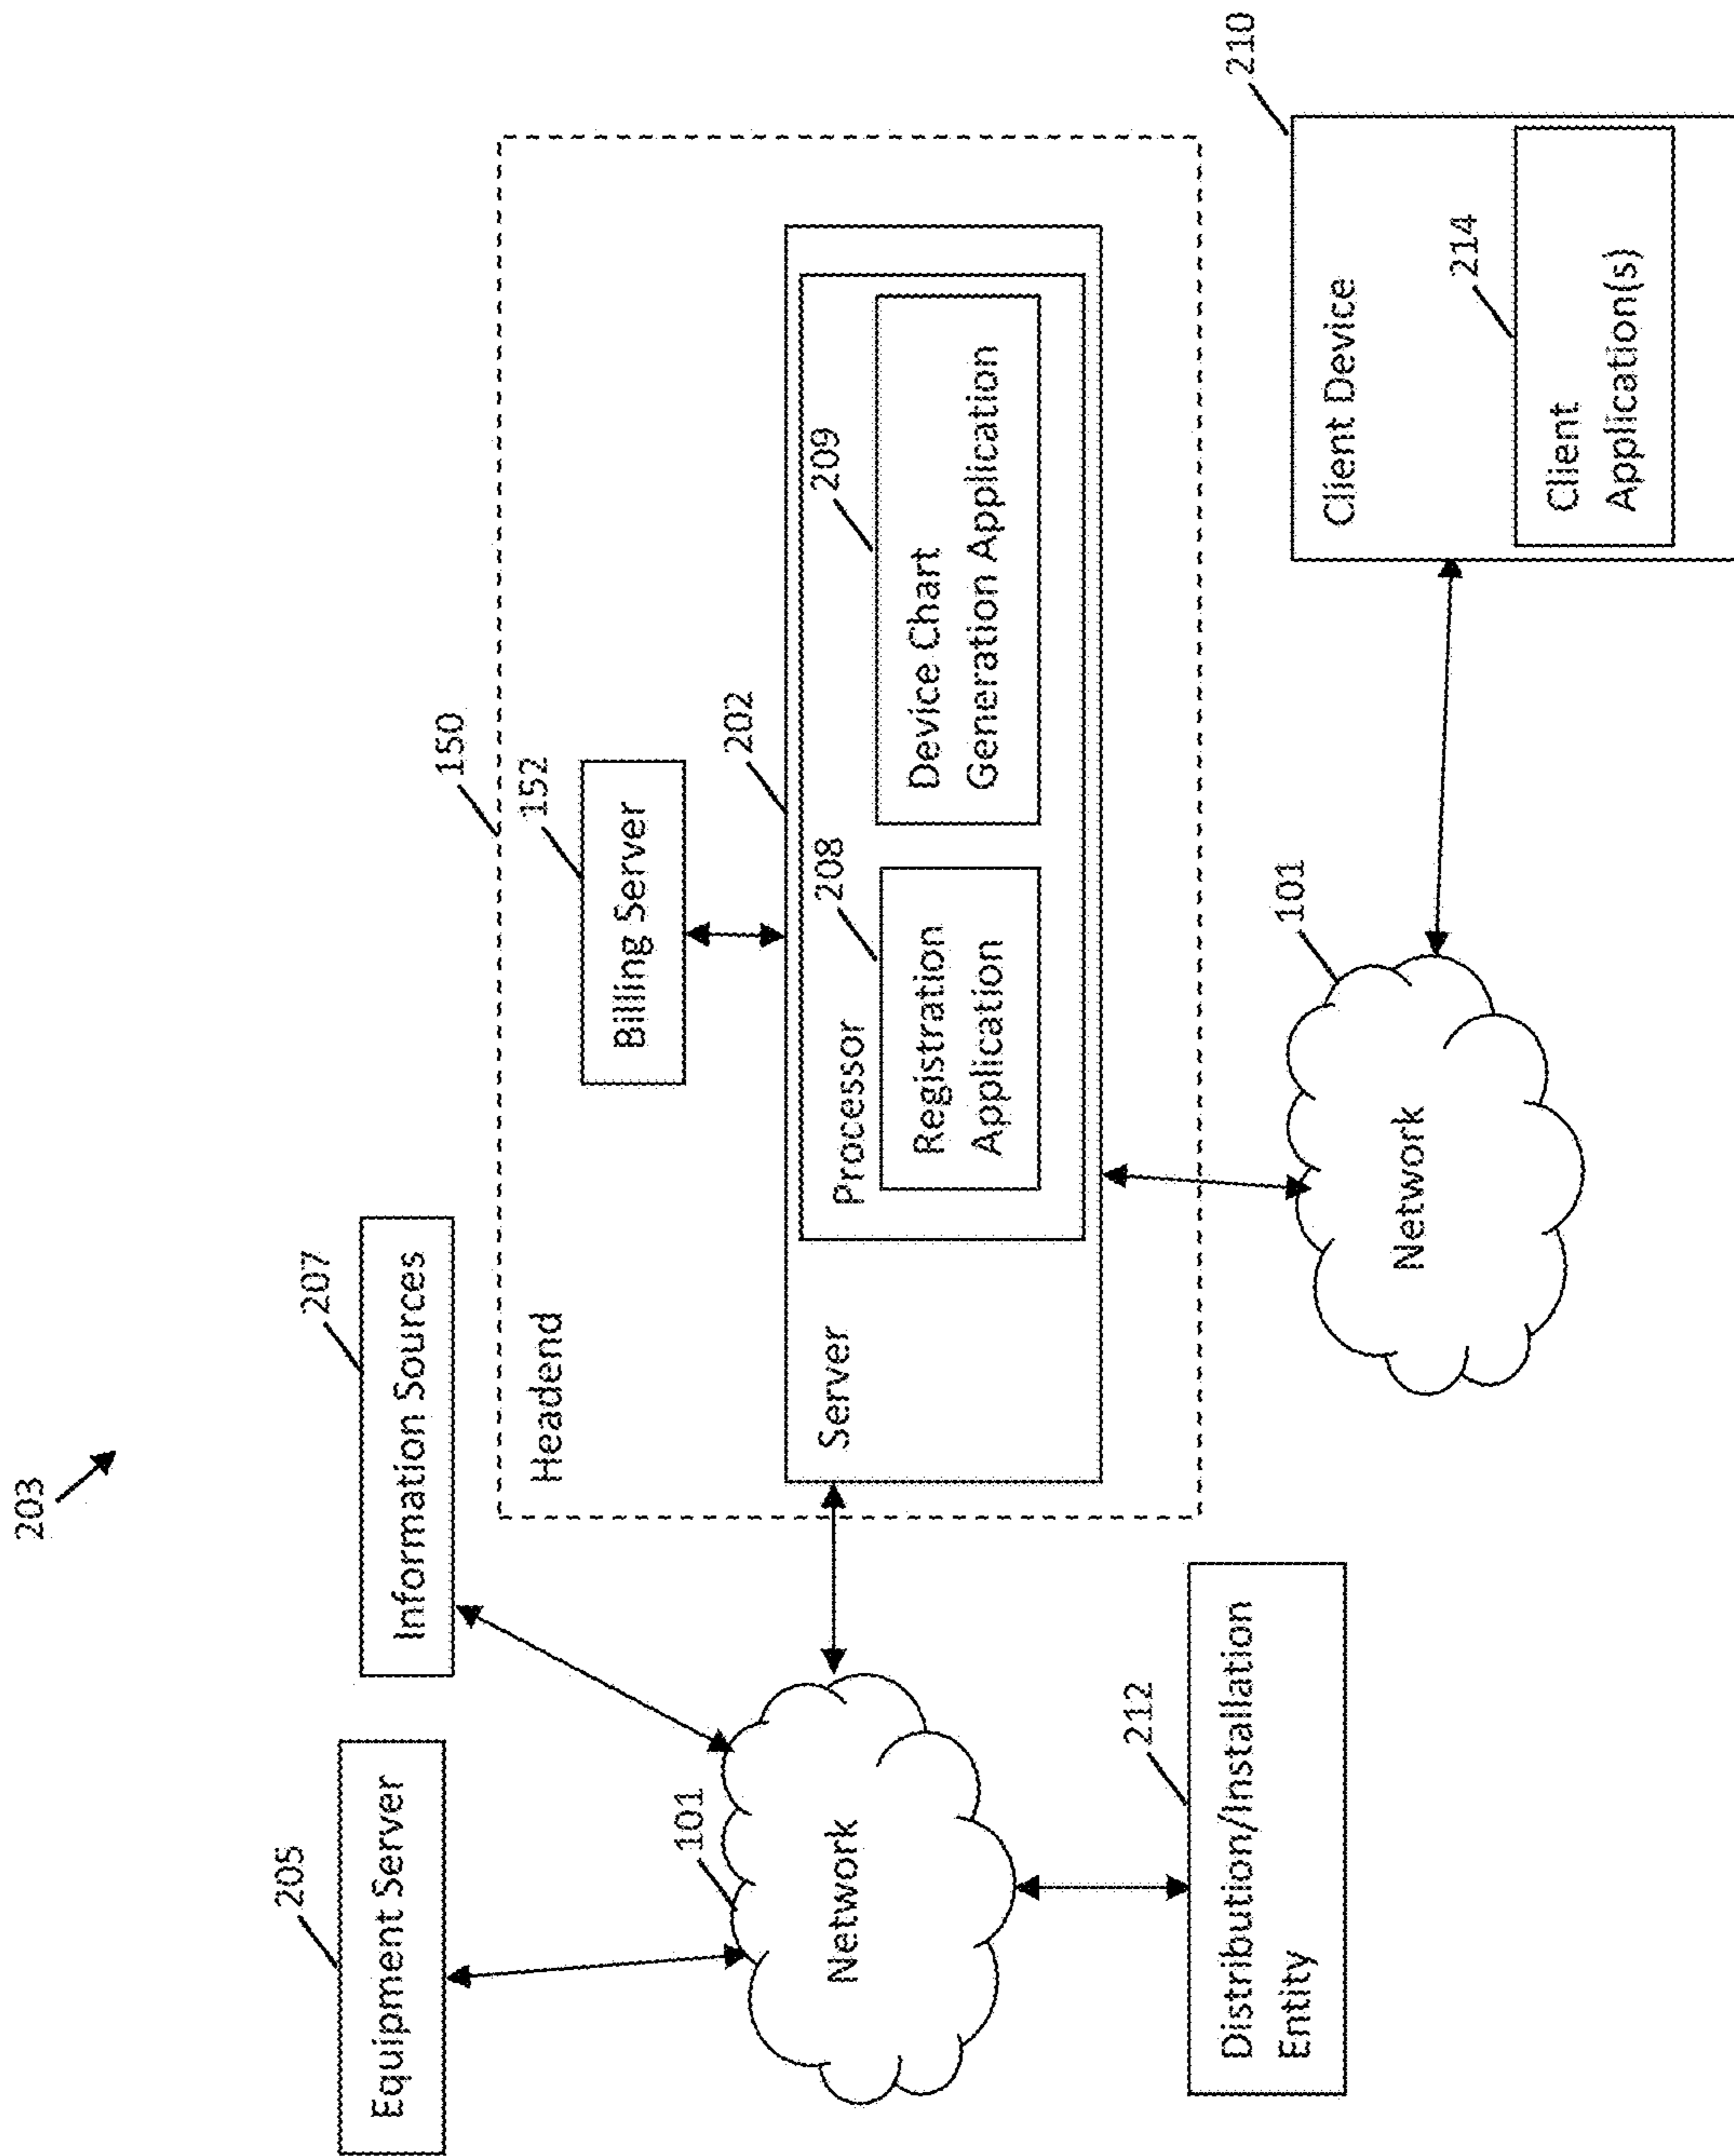 203
205
Equipment Server
207
Information Sources
101
Network
212
Distribution/Installation
Entity
150
Headend
152
Billing Server
202
Server
Processor
208
Registration
Application
209
Device Chart
Generation Application
101
Network
210
Client Device
214
Client
Application(s)